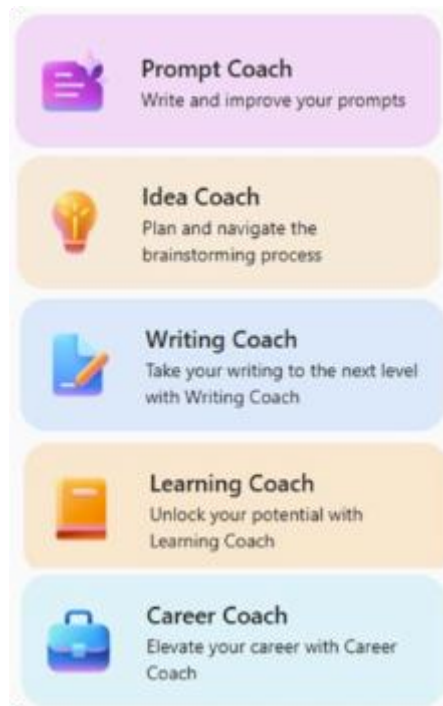 Prompt Coach
Write and improve your prompts
Idea Coach
Plan and navigate the
brainstorming process
Writing Coach
Take your writing to the next level
with Writing Coach
Learning Coach
Unlock your potential with
Learning Coach
Career Coach
Elevate your career with Career
Coach